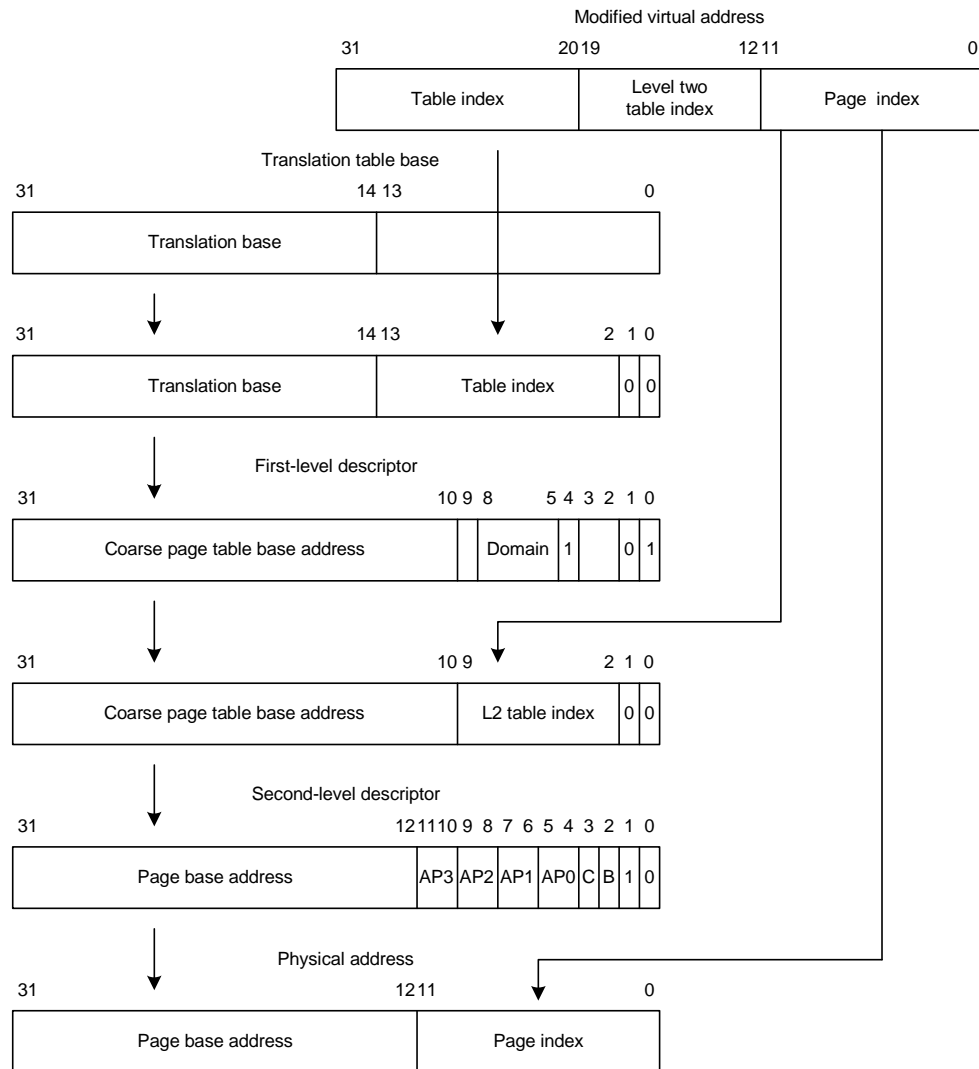 Modified virtual address
31 20 19 12 11 0
Table index Level two table index Page index
Translation table base
31 14 13 0
Translation base
31 14 13 2 1 0
Translation base Table index 0 0
First-level descriptor
31 10 9 8 5 4 3 2 1 0
Coarse page table base address Domain 1 0 1
31 10 9 2 1 0
Coarse page table base address L2 table index 0 0
Second-level descriptor
31 12 11 10 9 8 7 6 5 4 3 2 1 0
Page base address AP3 AP2 AP1 AP0 C B 1 0
Physical address
31 12 11 0
Page base address Page index